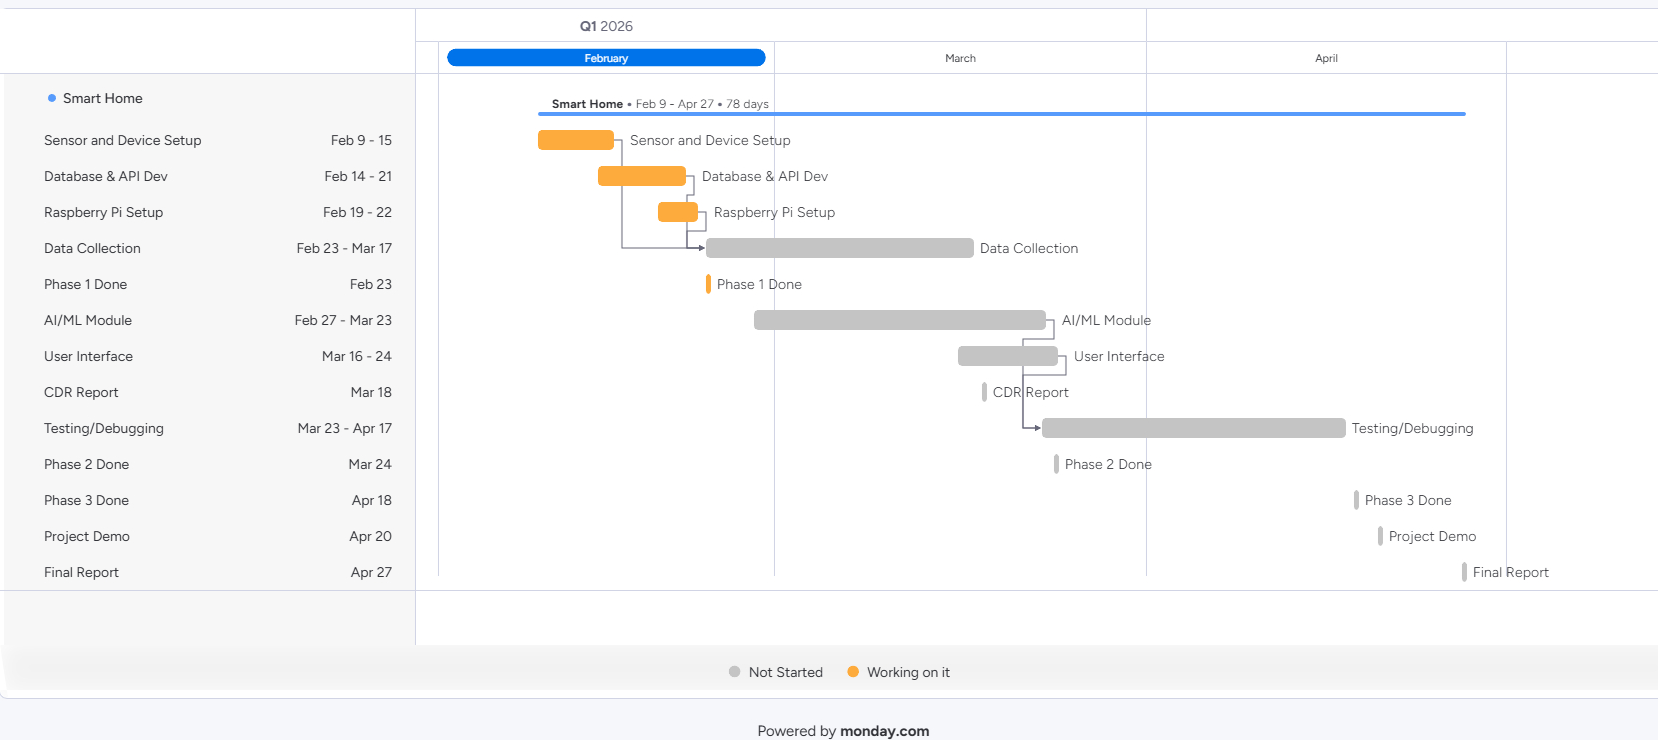 Q1 2026
February March April
Smart Home
Smart Home • Feb 9 - Apr 27 • 78 days
Sensor and Device Setup Feb 9 - 15 Sensor and Device Setup
Database & API Dev Feb 14 - 21 Database & API Dev
Raspberry Pi Setup Feb 19 - 22 Raspberry Pi Setup
Data Collection Feb 23 - Mar 17 Data Collection
Phase 1 Done Feb 23 Phase 1 Done
AI/ML Module Feb 27 - Mar 23 AI/ML Module
User Interface Mar 16 - 24 User Interface
CDR Report Mar 18 CDR Report
Testing/Debugging Mar 23 - Apr 17 Testing/Debugging
Phase 2 Done Mar 24 Phase 2 Done
Phase 3 Done Apr 18 Phase 3 Done
Project Demo Apr 20 Project Demo
Final Report Apr 27 Final Report
Not Started Working on it
Powered by monday.com